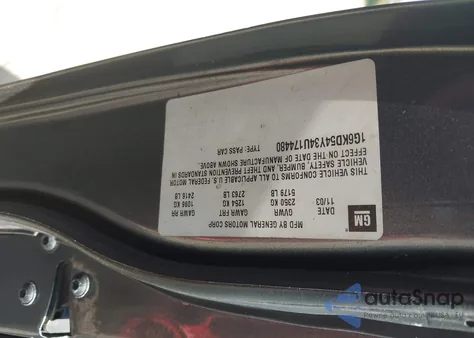 GM
MFD BY GENERAL MOTORS CORP
DATE GVWR GAWR FRT GAWR RR
11/03 2350 KG 1254 KG 1096 KG
5179 LB 2763 LB 2416 LB
THIS VEHICLE CONFORMS TO ALL APPLICABLE U.S. FEDERAL MOTOR
VEHICLE SAFETY, BUMPER, AND THEFT PREVENTION STANDARDS IN
EFFECT ON THE DATE OF MANUFACTURE SHOWN ABOVE.
1G6KD54Y34U174480 TYPE: PASS CAR
autoSnap